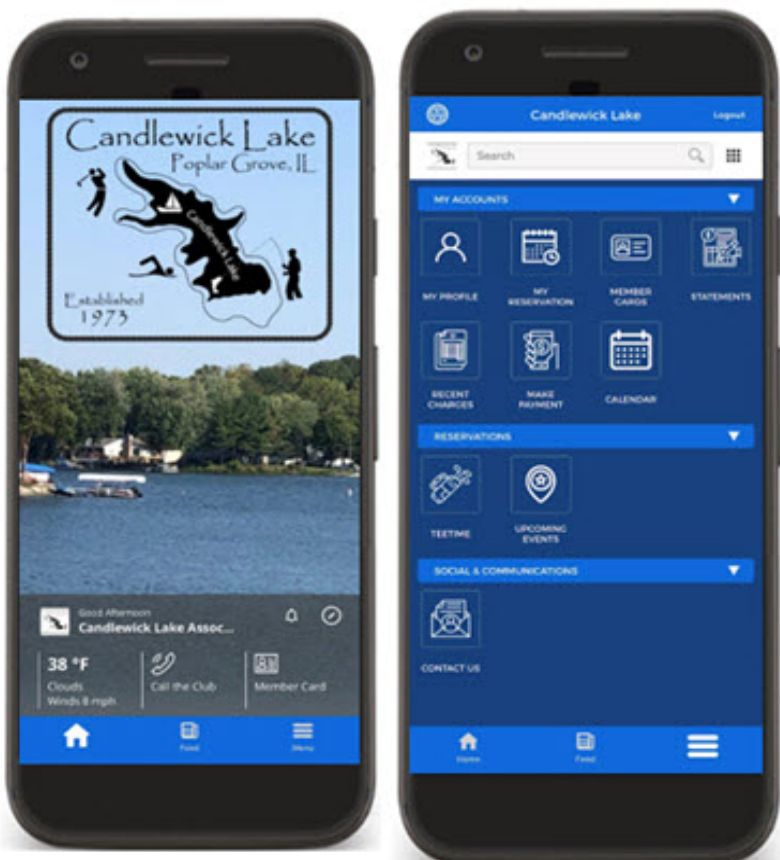 Candlewick Lake
Poplar Grove, IL
Candlewick Lake
Established
1973
Good Afternoon
Candlewick Lake Assoc...
38 °F
Clouds
Winds 8 mph
Call the Club
Member Card
Feed
Menu
Candlewick Lake
Logout
Search
MY ACCOUNTS
MY PROFILE
MY
RESERVATION
MEMBER
CARDS
STATEMENTS
RECENT
CHARGES
MAKE
PAYMENT
CALENDAR
RESERVATIONS
TEETIME
UPCOMING
EVENTS
SOCIAL & COMMUNICATIONS
CONTACT US
Home
Feed